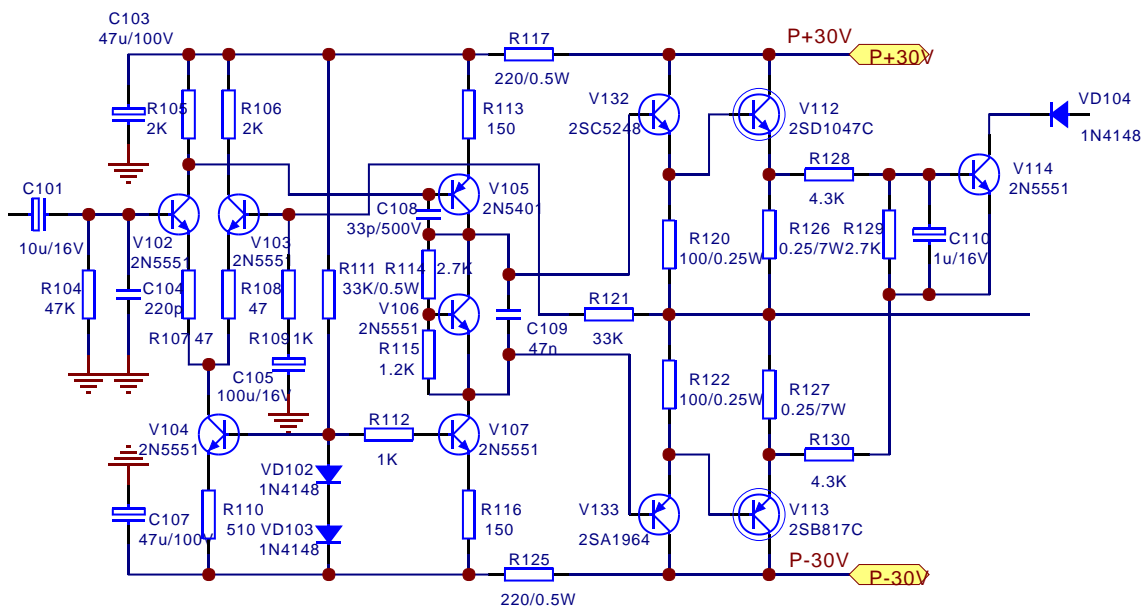 C103
47u/100V
R117
220/0.5W
P+30V
P+30V
R105
2K
R106
2K
R113
150
V132
2SC5248
V112
2SD1047C
VD104
1N4148
R128
4.3K
V114
2N5551
C101
10u/16V
V102
2N5551
V103
2N5551
C108
33p/500V
V105
2N5401
R120
100/0.25W
R126
0.25/7W
R129
2.7K
C110
1u/16V
R104
47K
C104
220p
R107 47
R108
47
R109 1K
R111
33K/0.5W
R114 2.7K
V106
2N5551
R115
1.2K
C109
47n
R121
33K
C105
100u/16V
R122
100/0.25W
R127
0.25/7W
V104
2N5551
R112
1K
V107
2N5551
R130
4.3K
VD102
1N4148
R110
510
VD103
1N4148
R116
150
V133
2SA1964
V113
2SB817C
C107
47u/100V
R125
220/0.5W
P-30V
P-30V